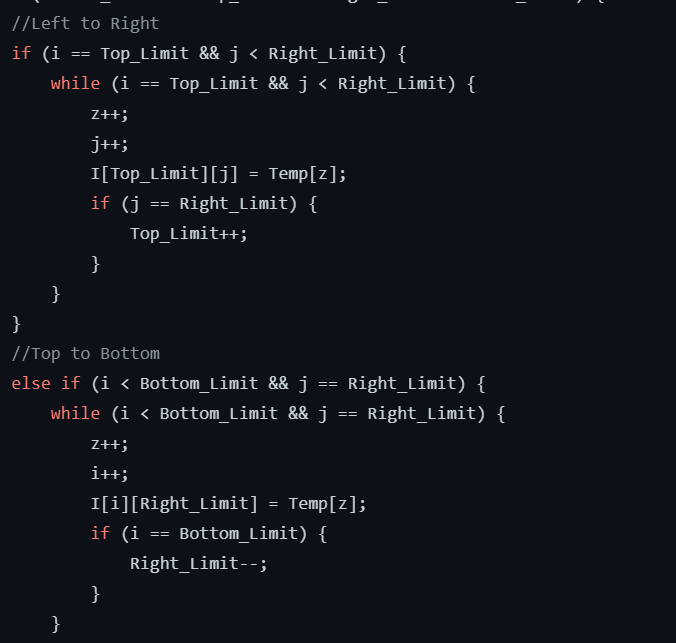 //Left to Right
if (i == Top_Limit && j < Right_Limit) {
    while (i == Top_Limit && j < Right_Limit) {
        z++;
        j++;
        I[Top_Limit][j] = Temp[z];
        if (j == Right_Limit) {
            Top_Limit++;
        }
    }
}
//Top to Bottom
else if (i < Bottom_Limit && j == Right_Limit) {
    while (i < Bottom_Limit && j == Right_Limit) {
        z++;
        i++;
        I[i][Right_Limit] = Temp[z];
        if (i == Bottom_Limit) {
            Right_Limit--;
        }
    }